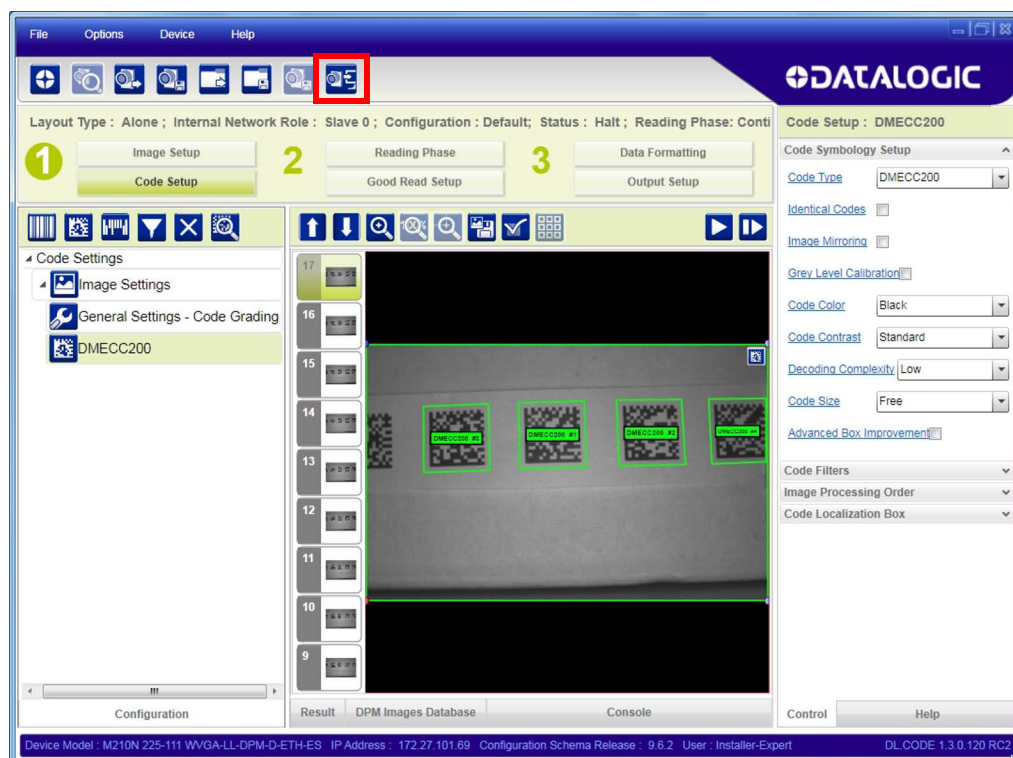 File Options Device Help
DATALOGIC
Layout Type : Alone ; Internal Network Role : Slave 0 ; Configuration : Default; Status : Halt ; Reading Phase: Conti
Code Setup : DMECC200
1
Image Setup
Code Setup
2
Reading Phase
Good Read Setup
3
Data Formatting
Output Setup
Code Settings
Image Settings
General Settings - Code Grading
DMECC200
Configuration
17
16
15
14
13
12
11
10
9
DMECC200 #3
DMECC200 #1
DMECC200 #2
DMECC200 #4
Result DPM Images Database Console
Code Symbology Setup
Code Type DMECC200
Identical Codes
Image Mirroring
Grey Level Calibration
Code Color Black
Code Contrast Standard
Decoding Complexity Low
Code Size Free
Advanced Box Improvement
Code Filters
Image Processing Order
Code Localization Box
Control Help
Device Model : M210N 225-111 WVGA-LL-DPM-D-ETH-ES IP Address : 172.27.101.69 Configuration Schema Release : 9.6.2 User : Installer-Expert DL.CODE 1.3.0.120 RC2